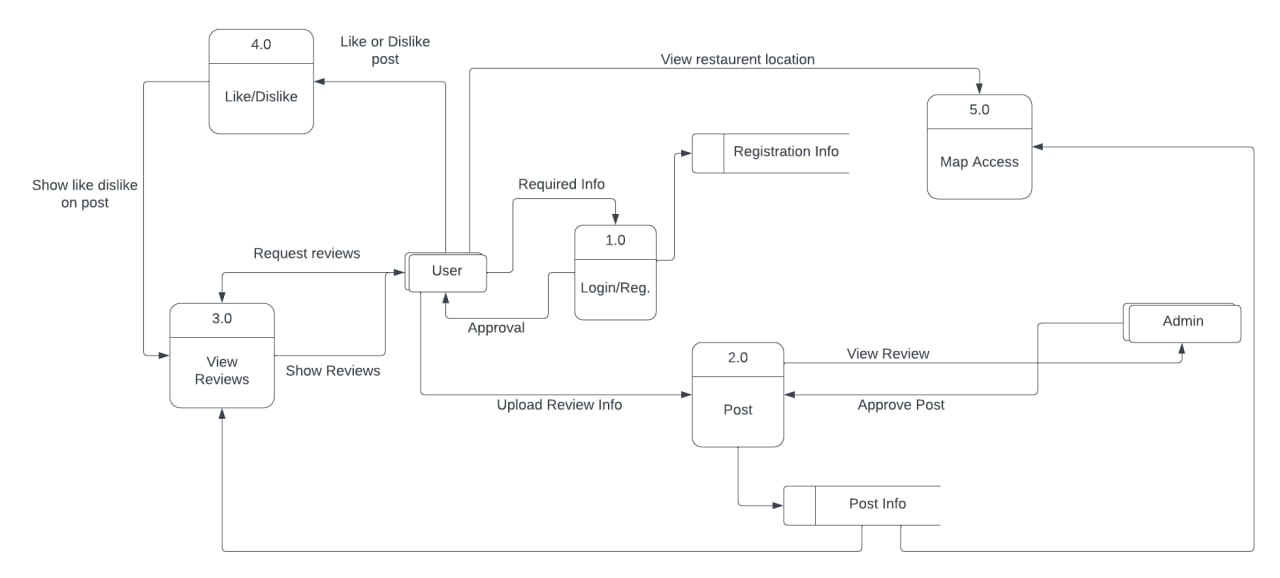 4.0
Like/Dislike
Like or Dislike
post
View restaurent location
5.0
Map Access
Registration Info
Show like dislike
on post
Required Info
1.0
Login/Reg.
Request reviews
User
Approval
3.0
View
Reviews
Show Reviews
Admin
2.0
Post
View Review
Upload Review Info
Approve Post
Post Info